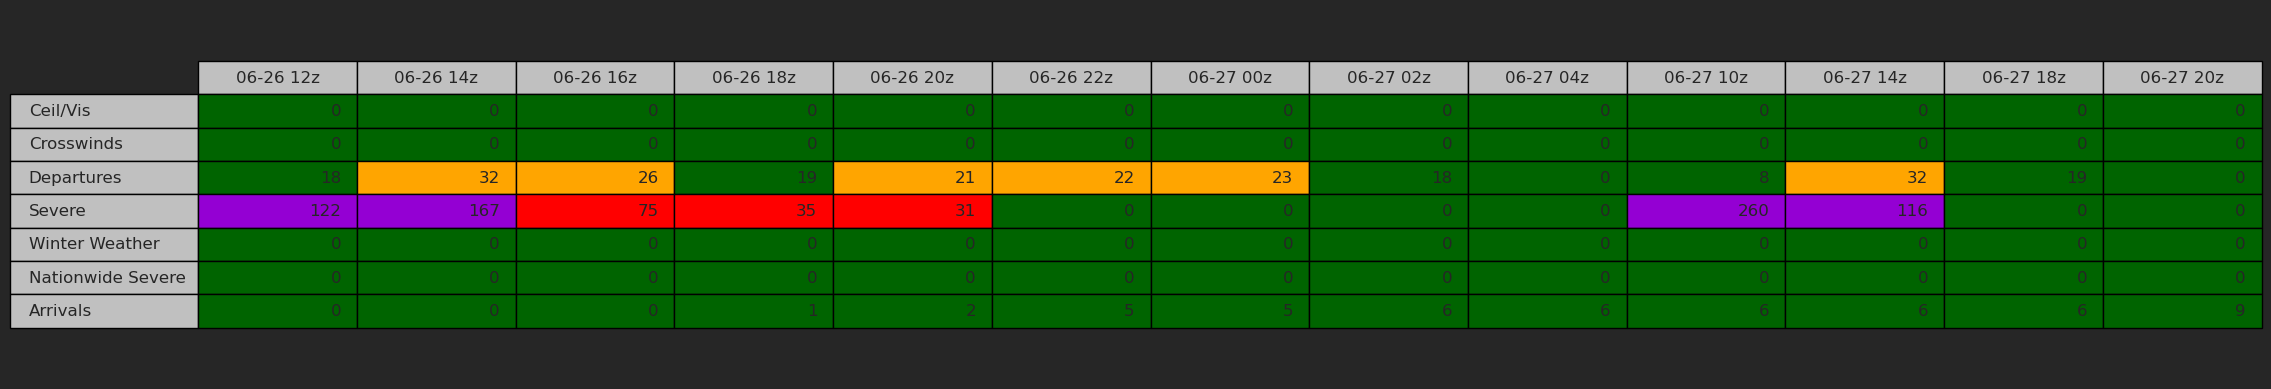 06-26 12z 06-26 14z 06-26 16z 06-26 18z 06-26 20z 06-26 22z 06-27 00z 06-27 02z 06-27 04z 06-27 10z 06-27 14z 06-27 18z 06-27 20z
Ceil/Vis 0 0 0 0 0 0 0 0 0 0 0 0 0
Crosswinds 0 0 0 0 0 0 0 0 0 0 0 0 0
Departures 18 32 26 19 21 22 23 18 0 8 32 19 0
Severe 122 167 75 35 31 0 0 0 0 260 116 0 0
Winter Weather 0 0 0 0 0 0 0 0 0 0 0 0 0
Nationwide Severe 0 0 0 0 0 0 0 0 0 0 0 0 0
Arrivals 0 0 0 1 2 5 5 6 6 6 6 6 9